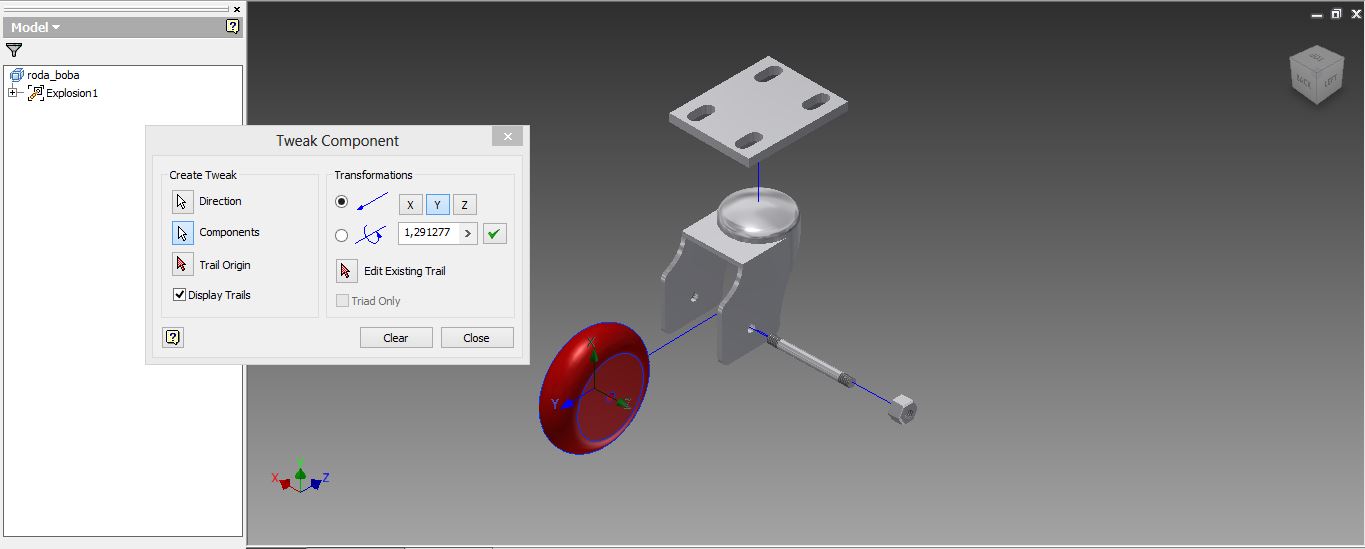 Model
roda_boba
Explosion1
Tweak Component
Create Tweak
Direction
Components
Trail Origin
Display Trails
Transformations
X Y Z
1,291277
Edit Existing Trail
Triad Only
Clear
Close
TOP
BACK
LEFT
X
Y
Z
X
Y
Z